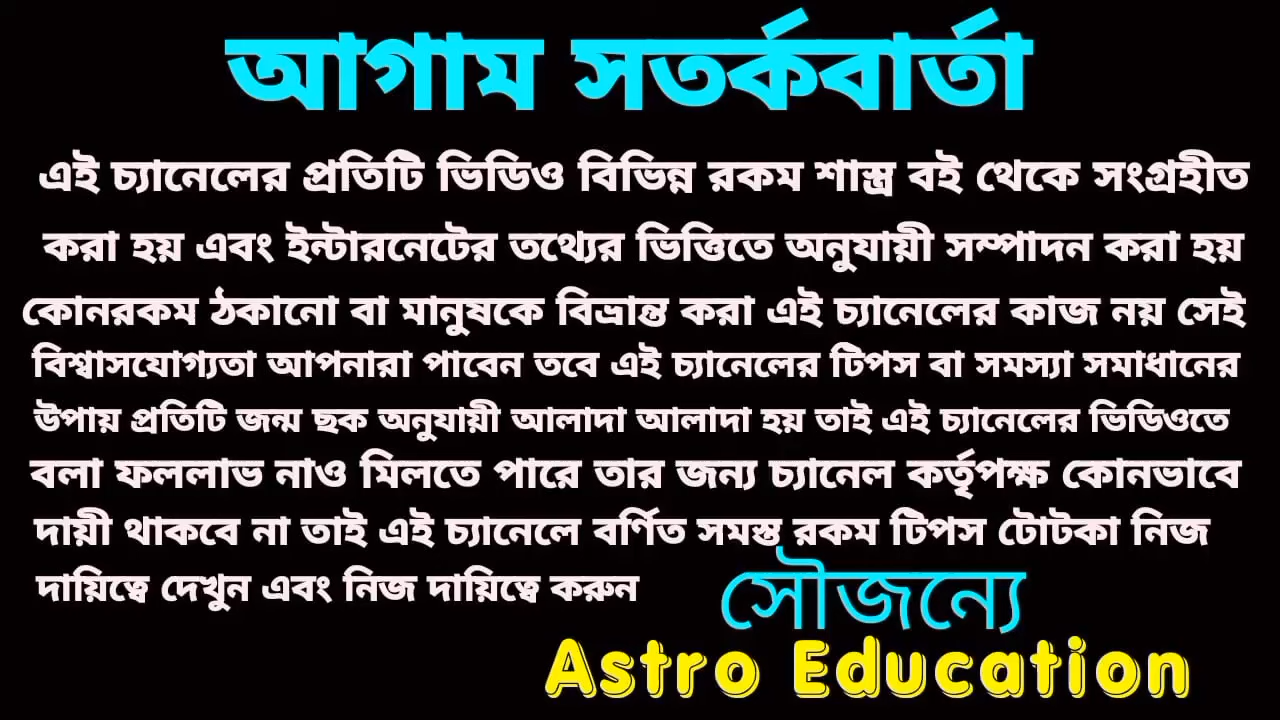 আগাম সতর্কবার্তা
এই চ্যানেলের প্রতিটি ভিডিও বিভিন্ন রকম শাস্ত্র বই থেকে সংগ্রহীত
করা হয় এবং ইন্টারনেটের তথ্যের ভিত্তিতে অনুযায়ী সম্পাদন করা হয়
কোনরকম ঠকানো বা মানুষকে বিভ্রান্ত করা এই চ্যানেলের কাজ নয় সেই
বিশ্বাসযোগ্যতা আপনারা পাবেন তবে এই চ্যানেলের টিপস বা সমস্যা সমাধানের
উপায় প্রতিটি জন্ম ছক অনুযায়ী আলাদা আলাদা হয় তাই এই চ্যানেলের ভিডিওতে
বলা ফললাভ নাও মিলতে পারে তার জন্য চ্যানেল কর্তৃপক্ষ কোনভাবে
দায়ী থাকবে না তাই এই চ্যানেলে বর্ণিত সমস্ত রকম টিপস টোটকা নিজ
দায়িত্বে দেখুন এবং নিজ দায়িত্বে করুন
সৌজন্যে
Astro Education